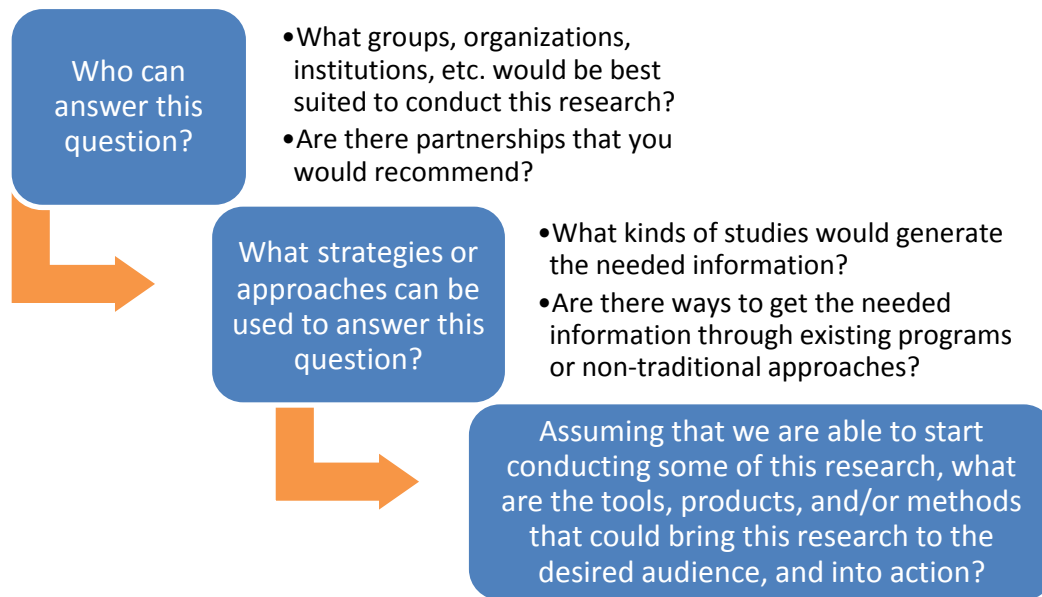 Who can
answer this
question?
•What groups, organizations,
institutions, etc. would be best
suited to conduct this research?
•Are there partnerships that you
would recommend?
What strategies or
approaches can be
used to answer this
question?
•What kinds of studies would generate
the needed information?
•Are there ways to get the needed
information through existing programs
or non-traditional approaches?
Assuming that we are able to start
conducting some of this research, what
are the tools, products, and/or methods
that could bring this research to the
desired audience, and into action?